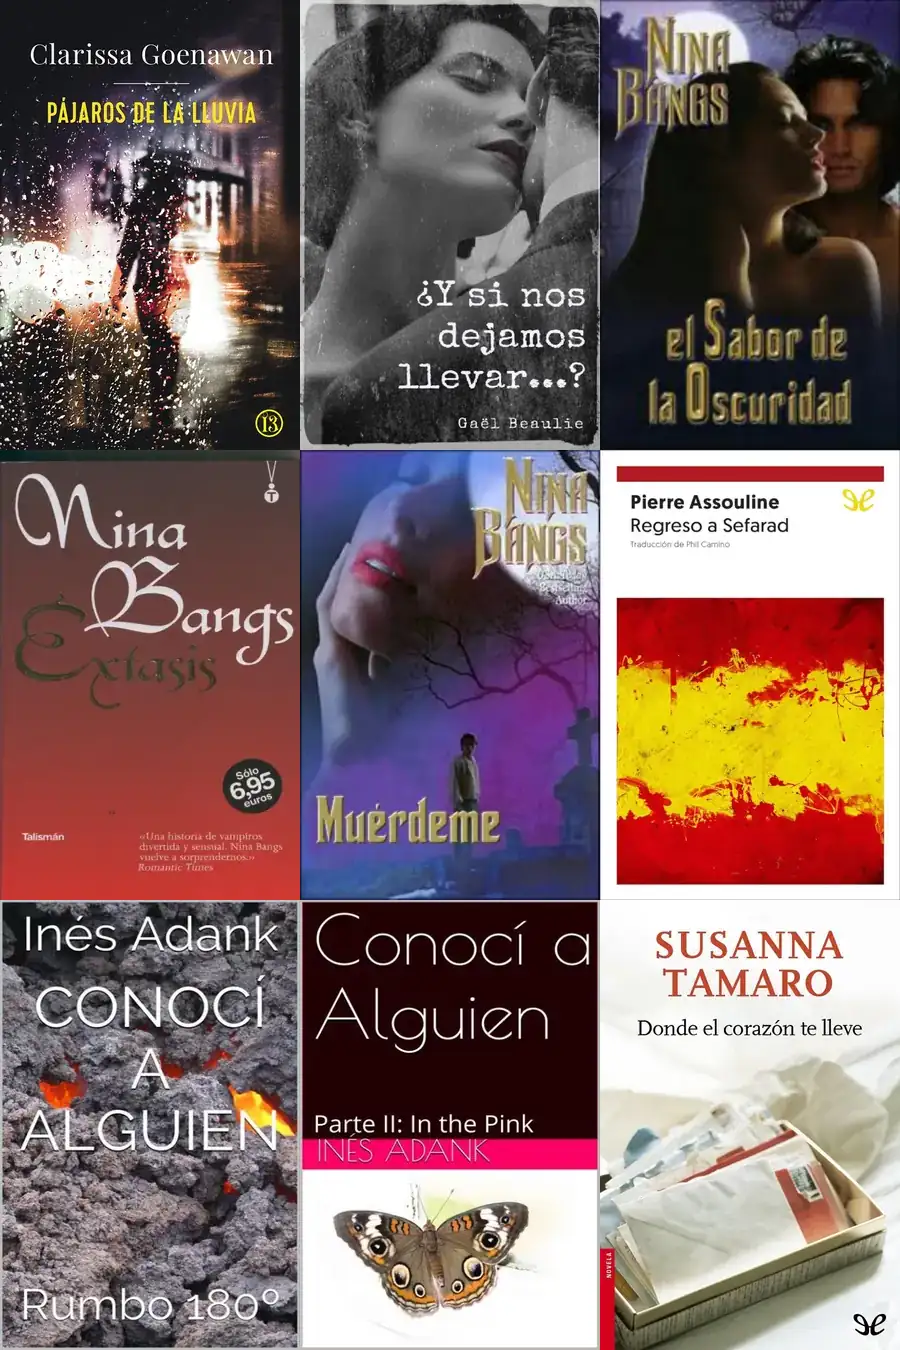 Clarissa Goenawan
PÁJAROS DE LA LLUVIA
13
¿Y si nos
dejamos
llevar...?
Gaël Beaulie
NINA
BANGS
el Sabor de
la Oscuridad
Nina
Bangs
Éxtasis
Sólo
6,95
euros
Talismán
«Una historia de vampiros
divertida y sensual. Nina Bangs
vuelve a sorprendernos.»
Romantic Times
NINA
BANGS
Bestselling
Author
Muérdeme
Pierre Assouline
Regreso a Sefarad
Traducción de Phil Camino
Inés Adank
CONOCÍ
A
ALGUIEN
Rumbo 180º
Conocí a
Alguien
Parte II: In the Pink
INÉS ADANK
SUSANNA
TAMARO
Donde el corazón te lleve
NOVELA